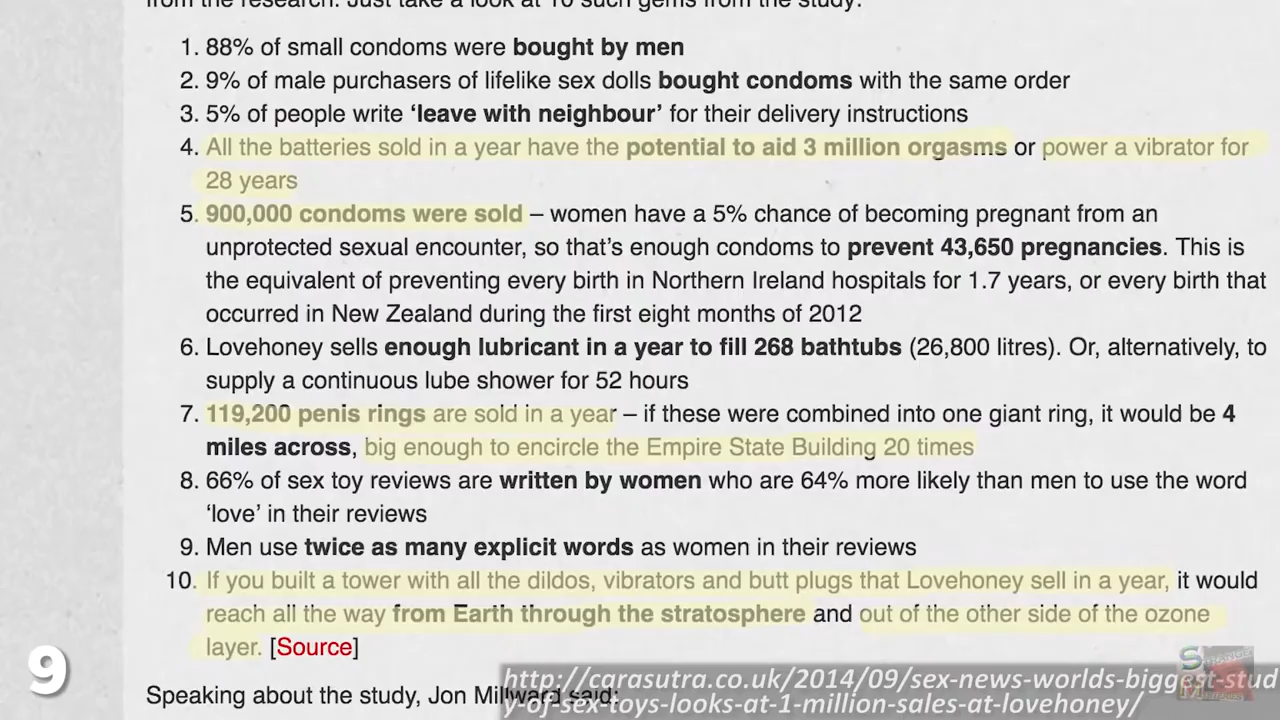 from the research. Just take a look at 10 such gems from the study:
1. 88% of small condoms were bought by men
2. 9% of male purchasers of lifelike sex dolls bought condoms with the same order
3. 5% of people write ‘leave with neighbour’ for their delivery instructions
4. All the batteries sold in a year have the potential to aid 3 million orgasms or power a vibrator for
28 years
5. 900,000 condoms were sold – women have a 5% chance of becoming pregnant from an
unprotected sexual encounter, so that’s enough condoms to prevent 43,650 pregnancies. This is
the equivalent of preventing every birth in Northern Ireland hospitals for 1.7 years, or every birth that
occurred in New Zealand during the first eight months of 2012
6. Lovehoney sells enough lubricant in a year to fill 268 bathtubs (26,800 litres). Or, alternatively, to
supply a continuous lube shower for 52 hours
7. 119,200 penis rings are sold in a year – if these were combined into one giant ring, it would be 4
miles across, big enough to encircle the Empire State Building 20 times
8. 66% of sex toy reviews are written by women who are 64% more likely than men to use the word
‘love’ in their reviews
9. Men use twice as many explicit words as women in their reviews
10. If you built a tower with all the dildos, vibrators and butt plugs that Lovehoney sell in a year, it would
reach all the way from Earth through the stratosphere and out of the other side of the ozone
layer. [Source]
9
Speaking about the study, Jon Millward said:
http://carasutra.co.uk/2014/09/sex-news-worlds-biggest-stud
y-of-sex-toys-looks-at-1-million-sales-at-lovehoney/